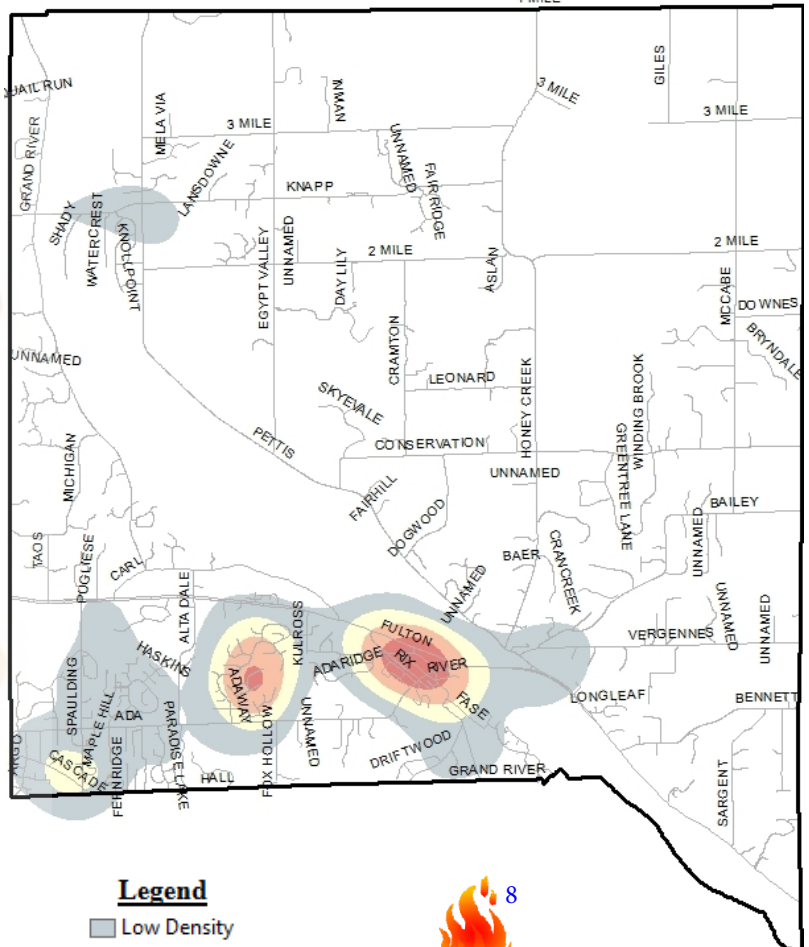 QUAIL RUN
GRAND RIVER
MELA VIA
3 MILE
LANSDOWNE
INMAN
UNNAMED
FAIR RIDGE
3 MILE
GILES
3 MILE
SHADY
WATERCREST
KNOLLPOINT
KNAPP
EGYPT VALLEY
UNNAMED
DAY LILY
2 MILE
ASLAN
2 MILE
MCCABE
DOWNES
BRYNDALE
UNNAMED
CRAMTON
LEONARD
SKYEVALE
HONEY CREEK
WINDING BROOK
GREENTREE LANE
PETTIS
CONSERVATION
UNNAMED
MICHIGAN
FAIRHILL
DOGWOOD
BAILEY
TAOS
PUGLIESE
CARL
BAER
CRANCREEK
UNNAMED
ALTA DALE
UNNAMED
UNNAMED
UNNAMED
KULROSS
FULTON
VERGENNES
HASKINS
ADARIDGE
RIX
RIVER
SPAULDING
MAPLE HILL
ADA
PARADISE LAKE
ADAWAY
FOX HOLLOW
UNNAMED
FASE
LONGLEAF
BENNETT
DRIFTWOOD
CASCADE
FERNRIDGE
HALL
GRAND RIVER
SARGENT
Legend
Low Density
8